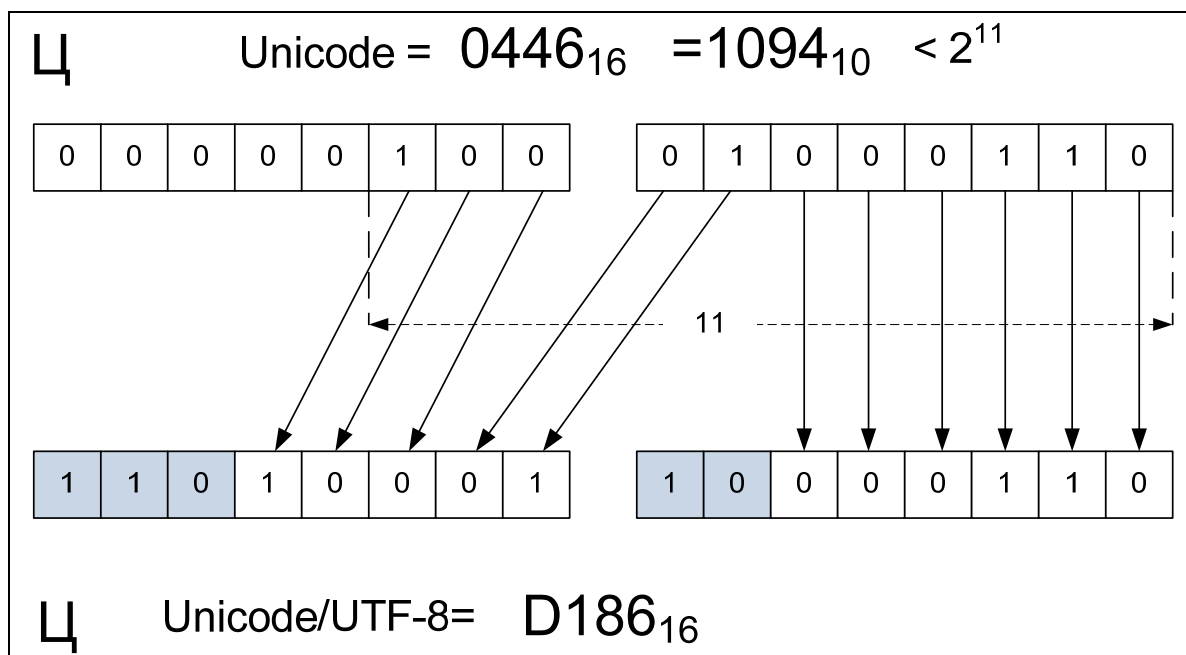 Ц Unicode = 0446₁₆ =1094₁₀ < 2¹¹
0 0 0 0 0 1 0 0 0 1 0 0 0 1 1 0
11
1 1 0 1 0 0 0 1 1 0 0 0 0 1 1 0
Ц Unicode/UTF-8= D186₁₆